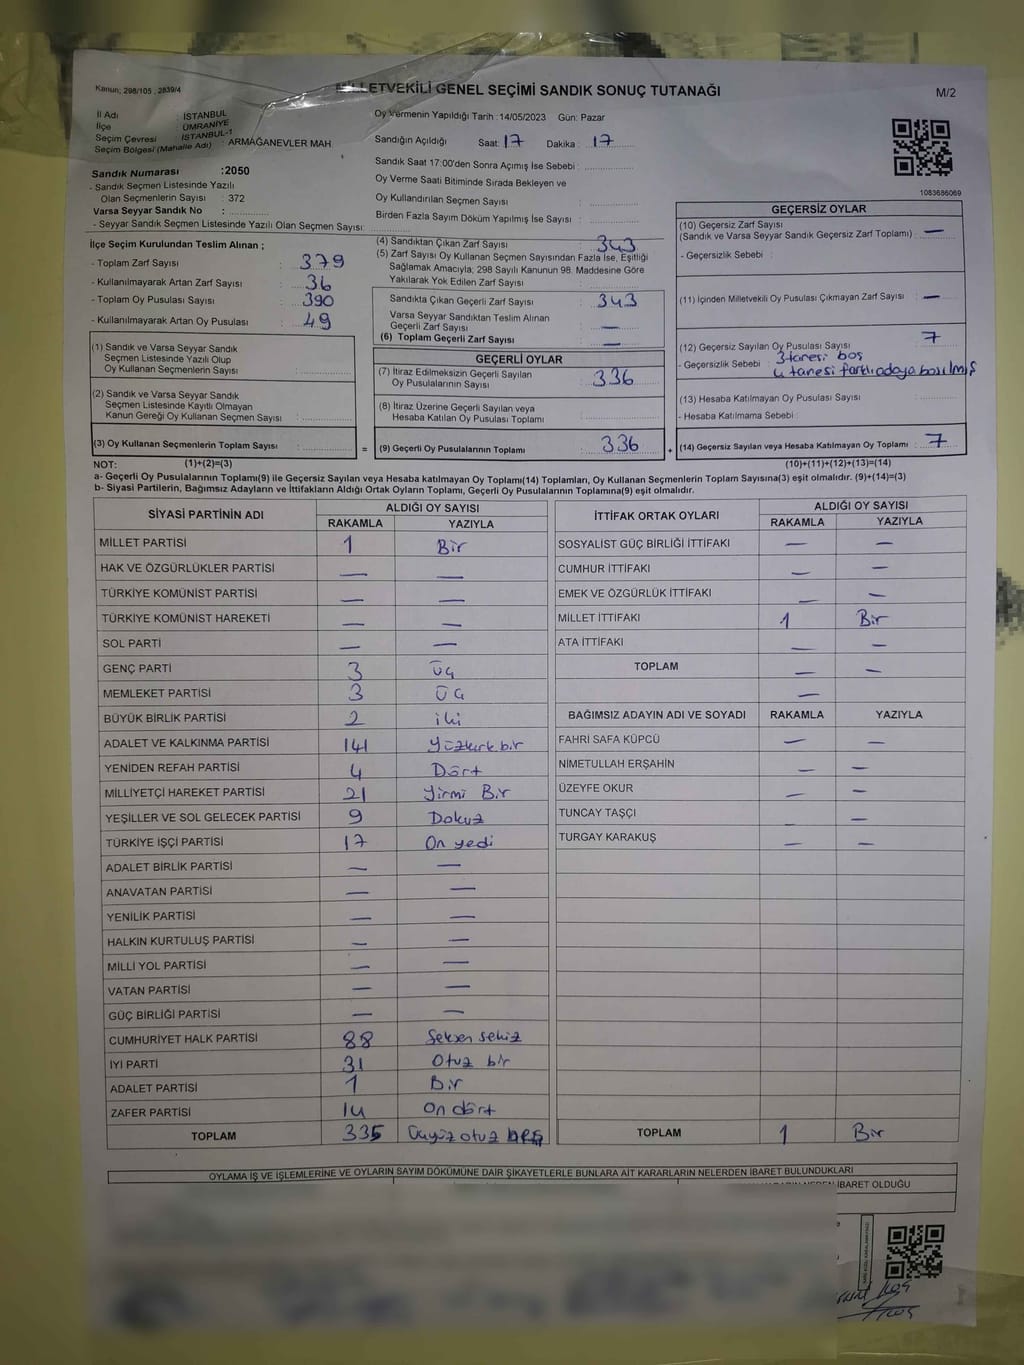 Kanun; 298/105 , 2839/4
MİLLETVEKİLİ GENEL SEÇİMİ SANDIK SONUÇ TUTANAĞI
M/2
İl Adı : İSTANBUL
İlçe : ÜMRANİYE
Seçim Çevresi : İSTANBUL-1
Seçim Bölgesi (Mahalle Adı) : ARMAĞANEVLER MAH.
Sandık Numarası :2050
- Sandık Seçmen Listesinde Yazılı
Olan Seçmenlerin Sayısı : 372
Varsa Seyyar Sandık No :
- Seyyar Sandık Seçmen Listesinde Yazılı Olan Seçmen Sayısı:
Oy Vermenin Yapıldığı Tarih : 14/05/2023 Gün: Pazar
Sandığın Açıldığı Saat: 17 Dakika : 17
Sandık Saat 17:00'den Sonra Açımış İse Sebebi :
Oy Verme Saati Bitiminde Sırada Bekleyen ve
Oy Kullandırılan Seçmen Sayısı :
Birden Fazla Sayım Döküm Yapılmış İse Sayısı :
1083686069
İlçe Seçim Kurulundan Teslim Alınan ;
- Toplam Zarf Sayısı : 379
- Kullanılmayarak Artan Zarf Sayısı : 36
- Toplam Oy Pusulası Sayısı : 390
- Kullanılmayarak Artan Oy Pusulası : 49
(1) Sandık ve Varsa Seyyar Sandık
Seçmen Listesinde Yazılı Olup
Oy Kullanan Seçmenlerin Sayısı :
(2) Sandık ve Varsa Seyyar Sandık
Seçmen Listesinde Kayıtlı Olmayan
Kanun Gereği Oy Kullanan Seçmen Sayısı :
(3) Oy Kullanan Seçmenlerin Toplam Sayısı :
=
(4) Sandıktan Çıkan Zarf Sayısı : 343
(5) Zarf Sayısı Oy Kullanan Seçmen Sayısından Fazla İse, Eşitliği
Sağlamak Amacıyla; 298 Sayılı Kanunun 98. Maddesine Göre
Yakılarak Yok Edilen Zarf Sayısı :
Sandıkta Çıkan Geçerli Zarf Sayısı : 343
Varsa Seyyar Sandıktan Teslim Alınan
Geçerli Zarf Sayısı : —
(6) Toplam Geçerli Zarf Sayısı : —
GEÇERLİ OYLAR
(7) İtiraz Edilmeksizin Geçerli Sayılan
Oy Pusulalarının Sayısı : 336
(8) İtiraz Üzerine Geçerli Sayılan veya
Hesaba Katılan Oy Pusulası Toplamı :
(9) Geçerli Oy Pusulalarının Toplamı : 336
+
GEÇERSİZ OYLAR
(10) Geçersiz Zarf Sayısı
(Sandık ve Varsa Seyyar Sandık Geçersiz Zarf Toplamı) : —
- Geçersizlik Sebebi :
(11) İçinden Milletvekili Oy Pusulası Çıkmayan Zarf Sayısı : —
(12) Geçersiz Sayılan Oy Pusulası Sayısı : 7
- Geçersizlik Sebebi : 3 tanesi boş
4 tanesi farklı adaya basılmış
(13) Hesaba Katılmayan Oy Pusulası Sayısı :
- Hesaba Katılmama Sebebi :
(14) Geçersiz Sayılan veya Hesaba Katılmayan Oy Toplamı : 7
NOT: (1)+(2)=(3) (10)+(11)+(12)+(13)=(14)
a- Geçerli Oy Pusulalarının Toplamı(9) ile Geçersiz Sayılan veya Hesaba katılmayan Oy Toplamı(14) Toplamları, Oy Kullanan Seçmenlerin Toplam Sayısına(3) eşit olmalıdır. (9)+(14)=(3)
b- Siyasi Partilerin, Bağımsız Adayların ve İttifakların Aldığı Ortak Oyların Toplamı, Geçerli Oy Pusulalarının Toplamına(9) eşit olmalıdır.
SİYASİ PARTİNİN ADI ALDIĞI OY SAYISI
RAKAMLA YAZIYLA
MİLLET PARTİSİ 1 Bir
HAK VE ÖZGÜRLÜKLER PARTİSİ — —
TÜRKİYE KOMÜNİST PARTİSİ — —
TÜRKİYE KOMÜNİST HAREKETİ — —
SOL PARTİ — —
GENÇ PARTİ 3 Üç
MEMLEKET PARTİSİ 3 Üç
BÜYÜK BİRLİK PARTİSİ 2 iki
ADALET VE KALKINMA PARTİSİ 141 yüzkırk bir
YENİDEN REFAH PARTİSİ 4 Dört
MİLLİYETÇİ HAREKET PARTİSİ 21 yirmi Bir
YEŞİLLER VE SOL GELECEK PARTİSİ 9 Dokuz
TÜRKİYE İŞÇİ PARTİSİ 17 On yedi
ADALET BİRLİK PARTİSİ — —
ANAVATAN PARTİSİ — —
YENİLİK PARTİSİ — —
HALKIN KURTULUŞ PARTİSİ — —
MİLLİ YOL PARTİSİ — —
VATAN PARTİSİ — —
GÜÇ BİRLİĞİ PARTİSİ — —
CUMHURİYET HALK PARTİSİ 88 Seksen sekiz
İYİ PARTİ 31 Otuz bir
ADALET PARTİSİ 1 Bir
ZAFER PARTİSİ 14 On dört
TOPLAM 335 Üçyüz otuz beş
İTTİFAK ORTAK OYLARI ALDIĞI OY SAYISI
RAKAMLA YAZIYLA
SOSYALİST GÜÇ BİRLİĞİ İTTİFAKI — —
CUMHUR İTTİFAKI — —
EMEK VE ÖZGÜRLÜK İTTİFAKI — —
MİLLET İTTİFAKI 1 Bir
ATA İTTİFAKI — —
TOPLAM — —
—
BAĞIMSIZ ADAYIN ADI VE SOYADI RAKAMLA YAZIYLA
FAHRİ SAFA KÜPCÜ — —
NİMETULLAH ERŞAHİN — —
ÜZEYFE OKUR — —
TUNCAY TAŞÇI — —
TURGAY KARAKUŞ — —
TOPLAM 1 Bir
OYLAMA İŞ VE İŞLEMLERİNE VE OYLARIN SAYIM DÖKÜMÜNE DAİR ŞİKAYETLERLE BUNLARA AİT KARARLARIN NELERDEN İBARET BULUNDUKLARI
İBARET OLDUĞU